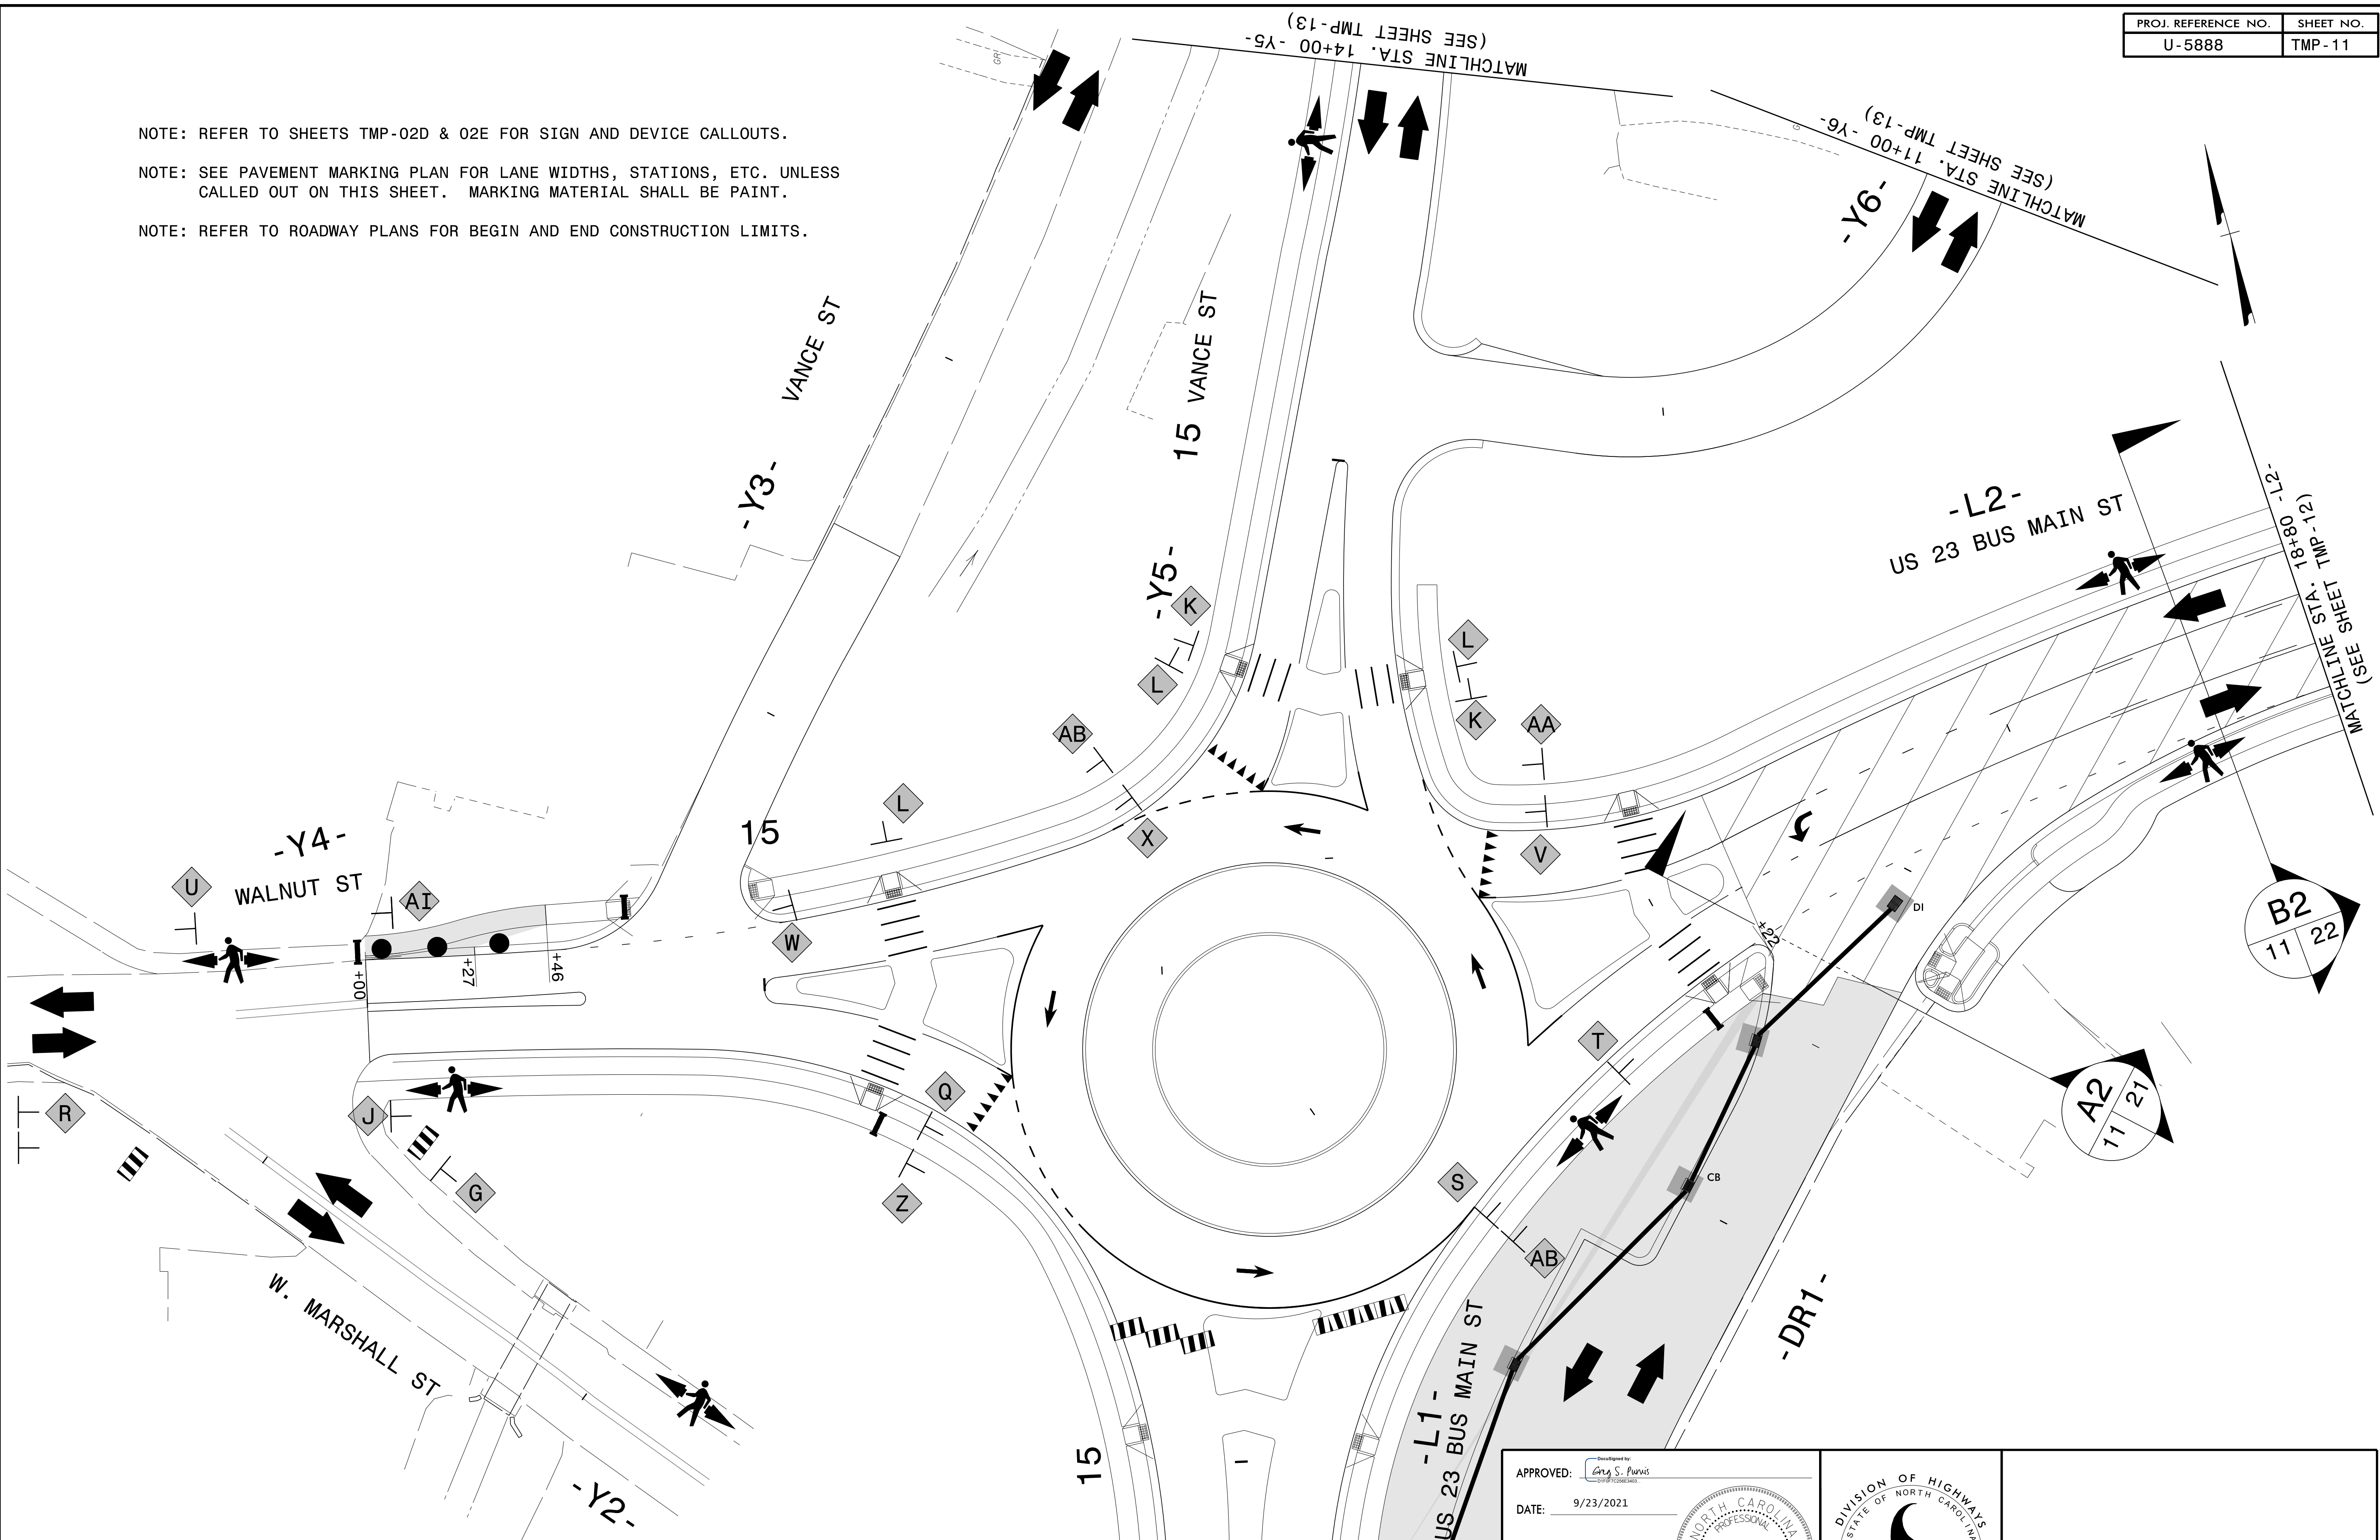 PROJ. REFERENCE NO.
SHEET NO.
U-5888
TMP-11
NOTE: REFER TO SHEETS TMP-02D & 02E FOR SIGN AND DEVICE CALLOUTS.
NOTE: SEE PAVEMENT MARKING PLAN FOR LANE WIDTHS, STATIONS, ETC. UNLESS
CALLED OUT ON THIS SHEET. MARKING MATERIAL SHALL BE PAINT.
NOTE: REFER TO ROADWAY PLANS FOR BEGIN AND END CONSTRUCTION LIMITS.
MATCHLINE STA. 14+00 -Y5-
(SEE SHEET TMP-13)
MATCHLINE STA. 11+00 -Y6-
(SEE SHEET TMP-13)
GR
-Y6-
VANCE ST
-Y3-
15 VANCE ST
-Y5-
-L2-
US 23 BUS MAIN ST
MATCHLINE STA. 18+80 -L2-
(SEE SHEET TMP-12)
K
L
L
K
AB
AA
L
X
V
15
-Y4-
WALNUT ST
U
AI
W
+00
+27
+46
+22
DI
B2
11
22
A2
11
21
T
R
J
G
Q
Z
S
AB
CB
W. MARSHALL ST
-Y2-
15
-L1-
US 23 BUS MAIN ST
-DR1-
APPROVED:
DocuSigned by:
Greg S. Purvis
DATE:
9/23/2021
NORTH CAROLINA
PROFESSIONAL
DIVISION OF HIGHWAYS
STATE OF NORTH CAROLINA